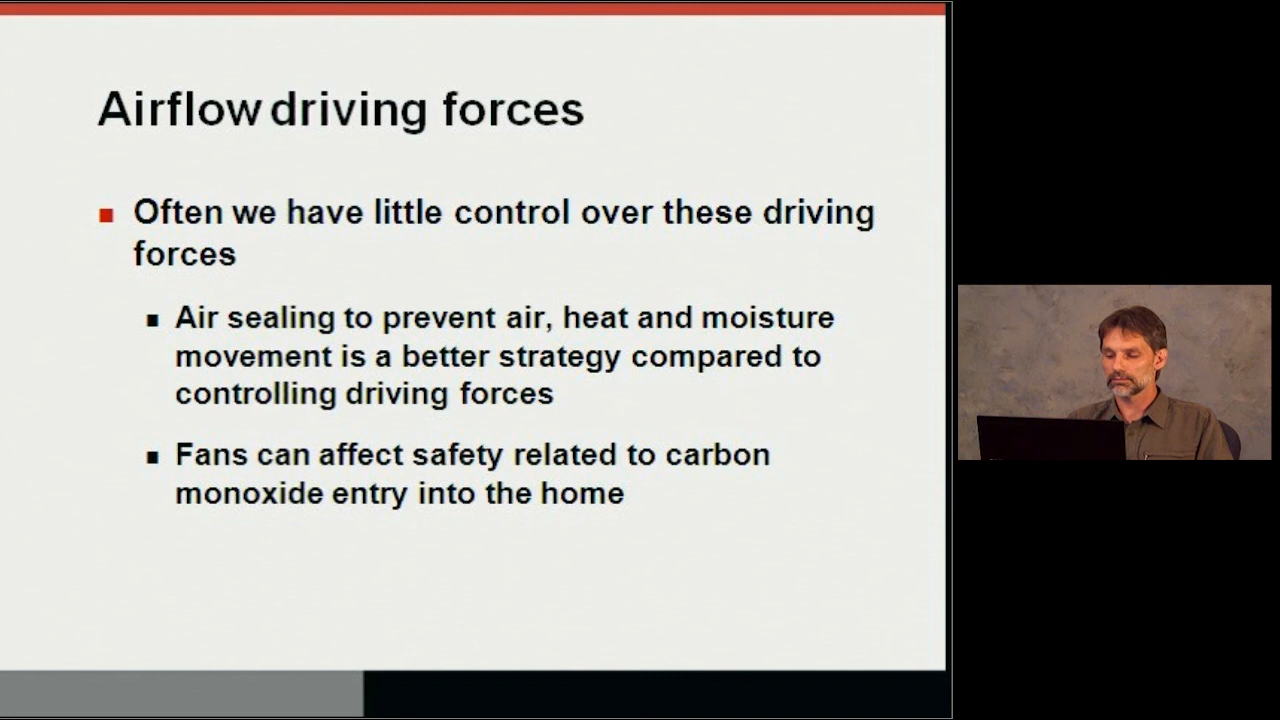 Airflow driving forces
Often we have little control over these driving
forces
Air sealing to prevent air, heat and moisture
movement is a better strategy compared to
controlling driving forces
Fans can affect safety related to carbon
monoxide entry into the home